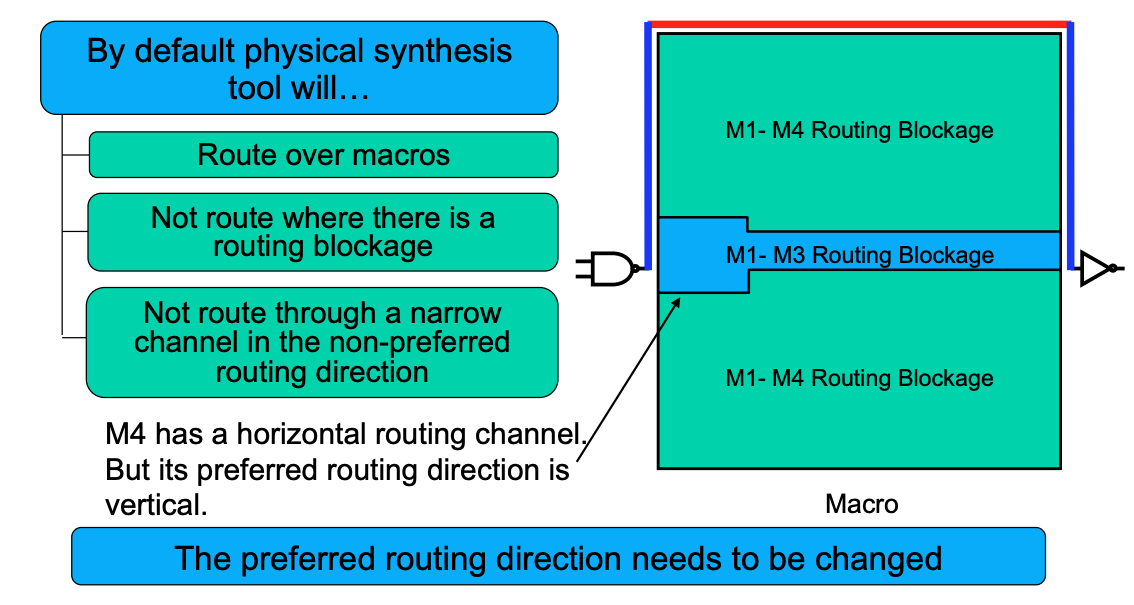 By default physical synthesis
tool will…
Route over macros
Not route where there is a
routing blockage
Not route through a narrow
channel in the non-preferred
routing direction
M4 has a horizontal routing channel.
But its preferred routing direction is
vertical.
M1- M4 Routing Blockage
M1- M3 Routing Blockage
M1- M4 Routing Blockage
Macro
The preferred routing direction needs to be changed